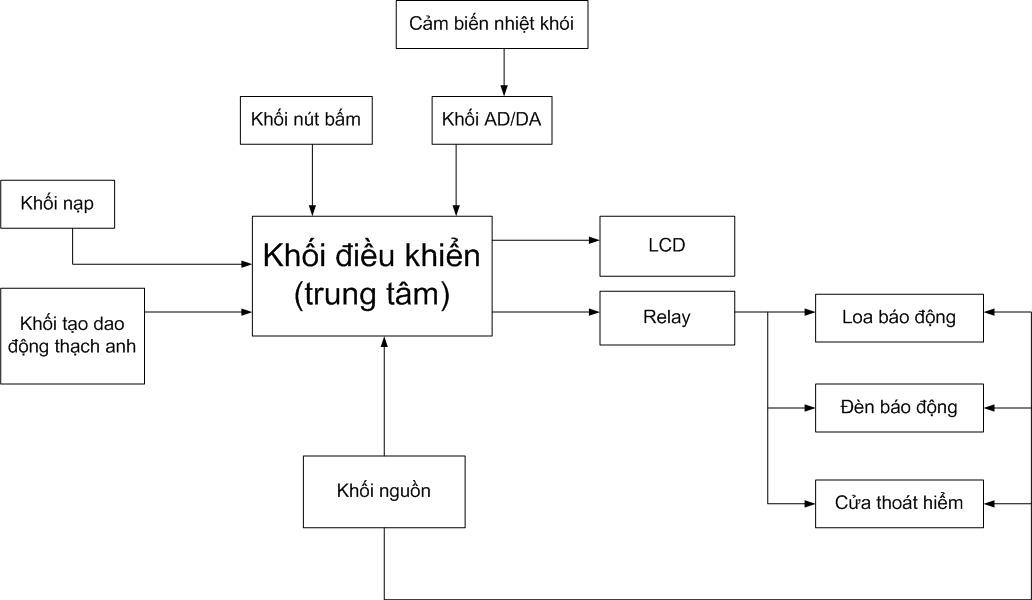 Cảm biến nhiệt khói
Khối nút bấm
Khối AD/DA
Khối nạp
Khối điều khiển
(trung tâm)
LCD
Khối tạo dao
động thạch anh
Relay
Loa báo động
Đèn báo động
Khối nguồn
Cửa thoát hiểm